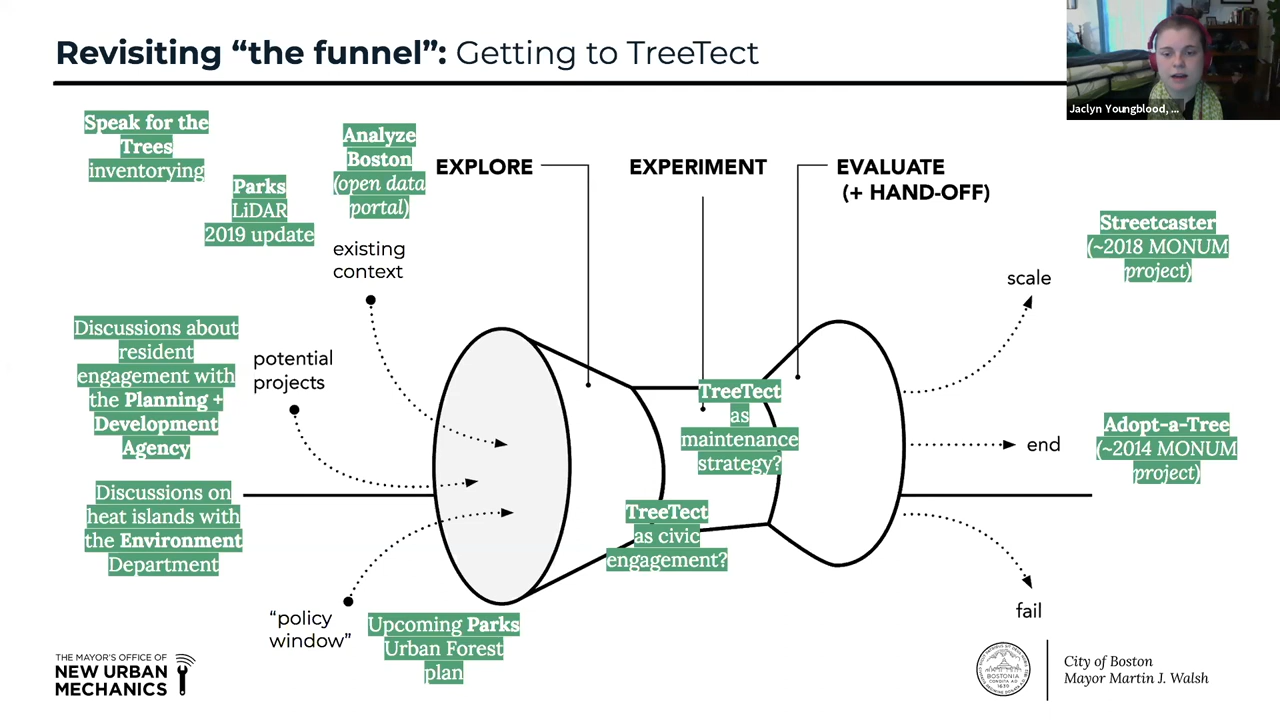 Revisiting “the funnel”: Getting to TreeTect
Jaclyn Youngblood, ...
Speak for the
Trees
inventorying
Parks
LiDAR
2019 update
Analyze
Boston
(open data
portal)
EXPLORE
EXPERIMENT
EVALUATE
(+ HAND-OFF)
existing
context
Discussions about
resident
engagement with
the Planning +
Development
Agency
potential
projects
Discussions on
heat islands with
the Environment
Department
“policy
window”
Upcoming Parks
Urban Forest
plan
TreeTect
as
maintenance
strategy?
TreeTect
as civic
engagement?
scale
Streetcaster
(~2018 MONUM
project)
end
Adopt-a-Tree
(~2014 MONUM
project)
fail
THE MAYOR'S OFFICE OF
NEW URBAN
MECHANICS
BOSTONIA
City of Boston
Mayor Martin J. Walsh